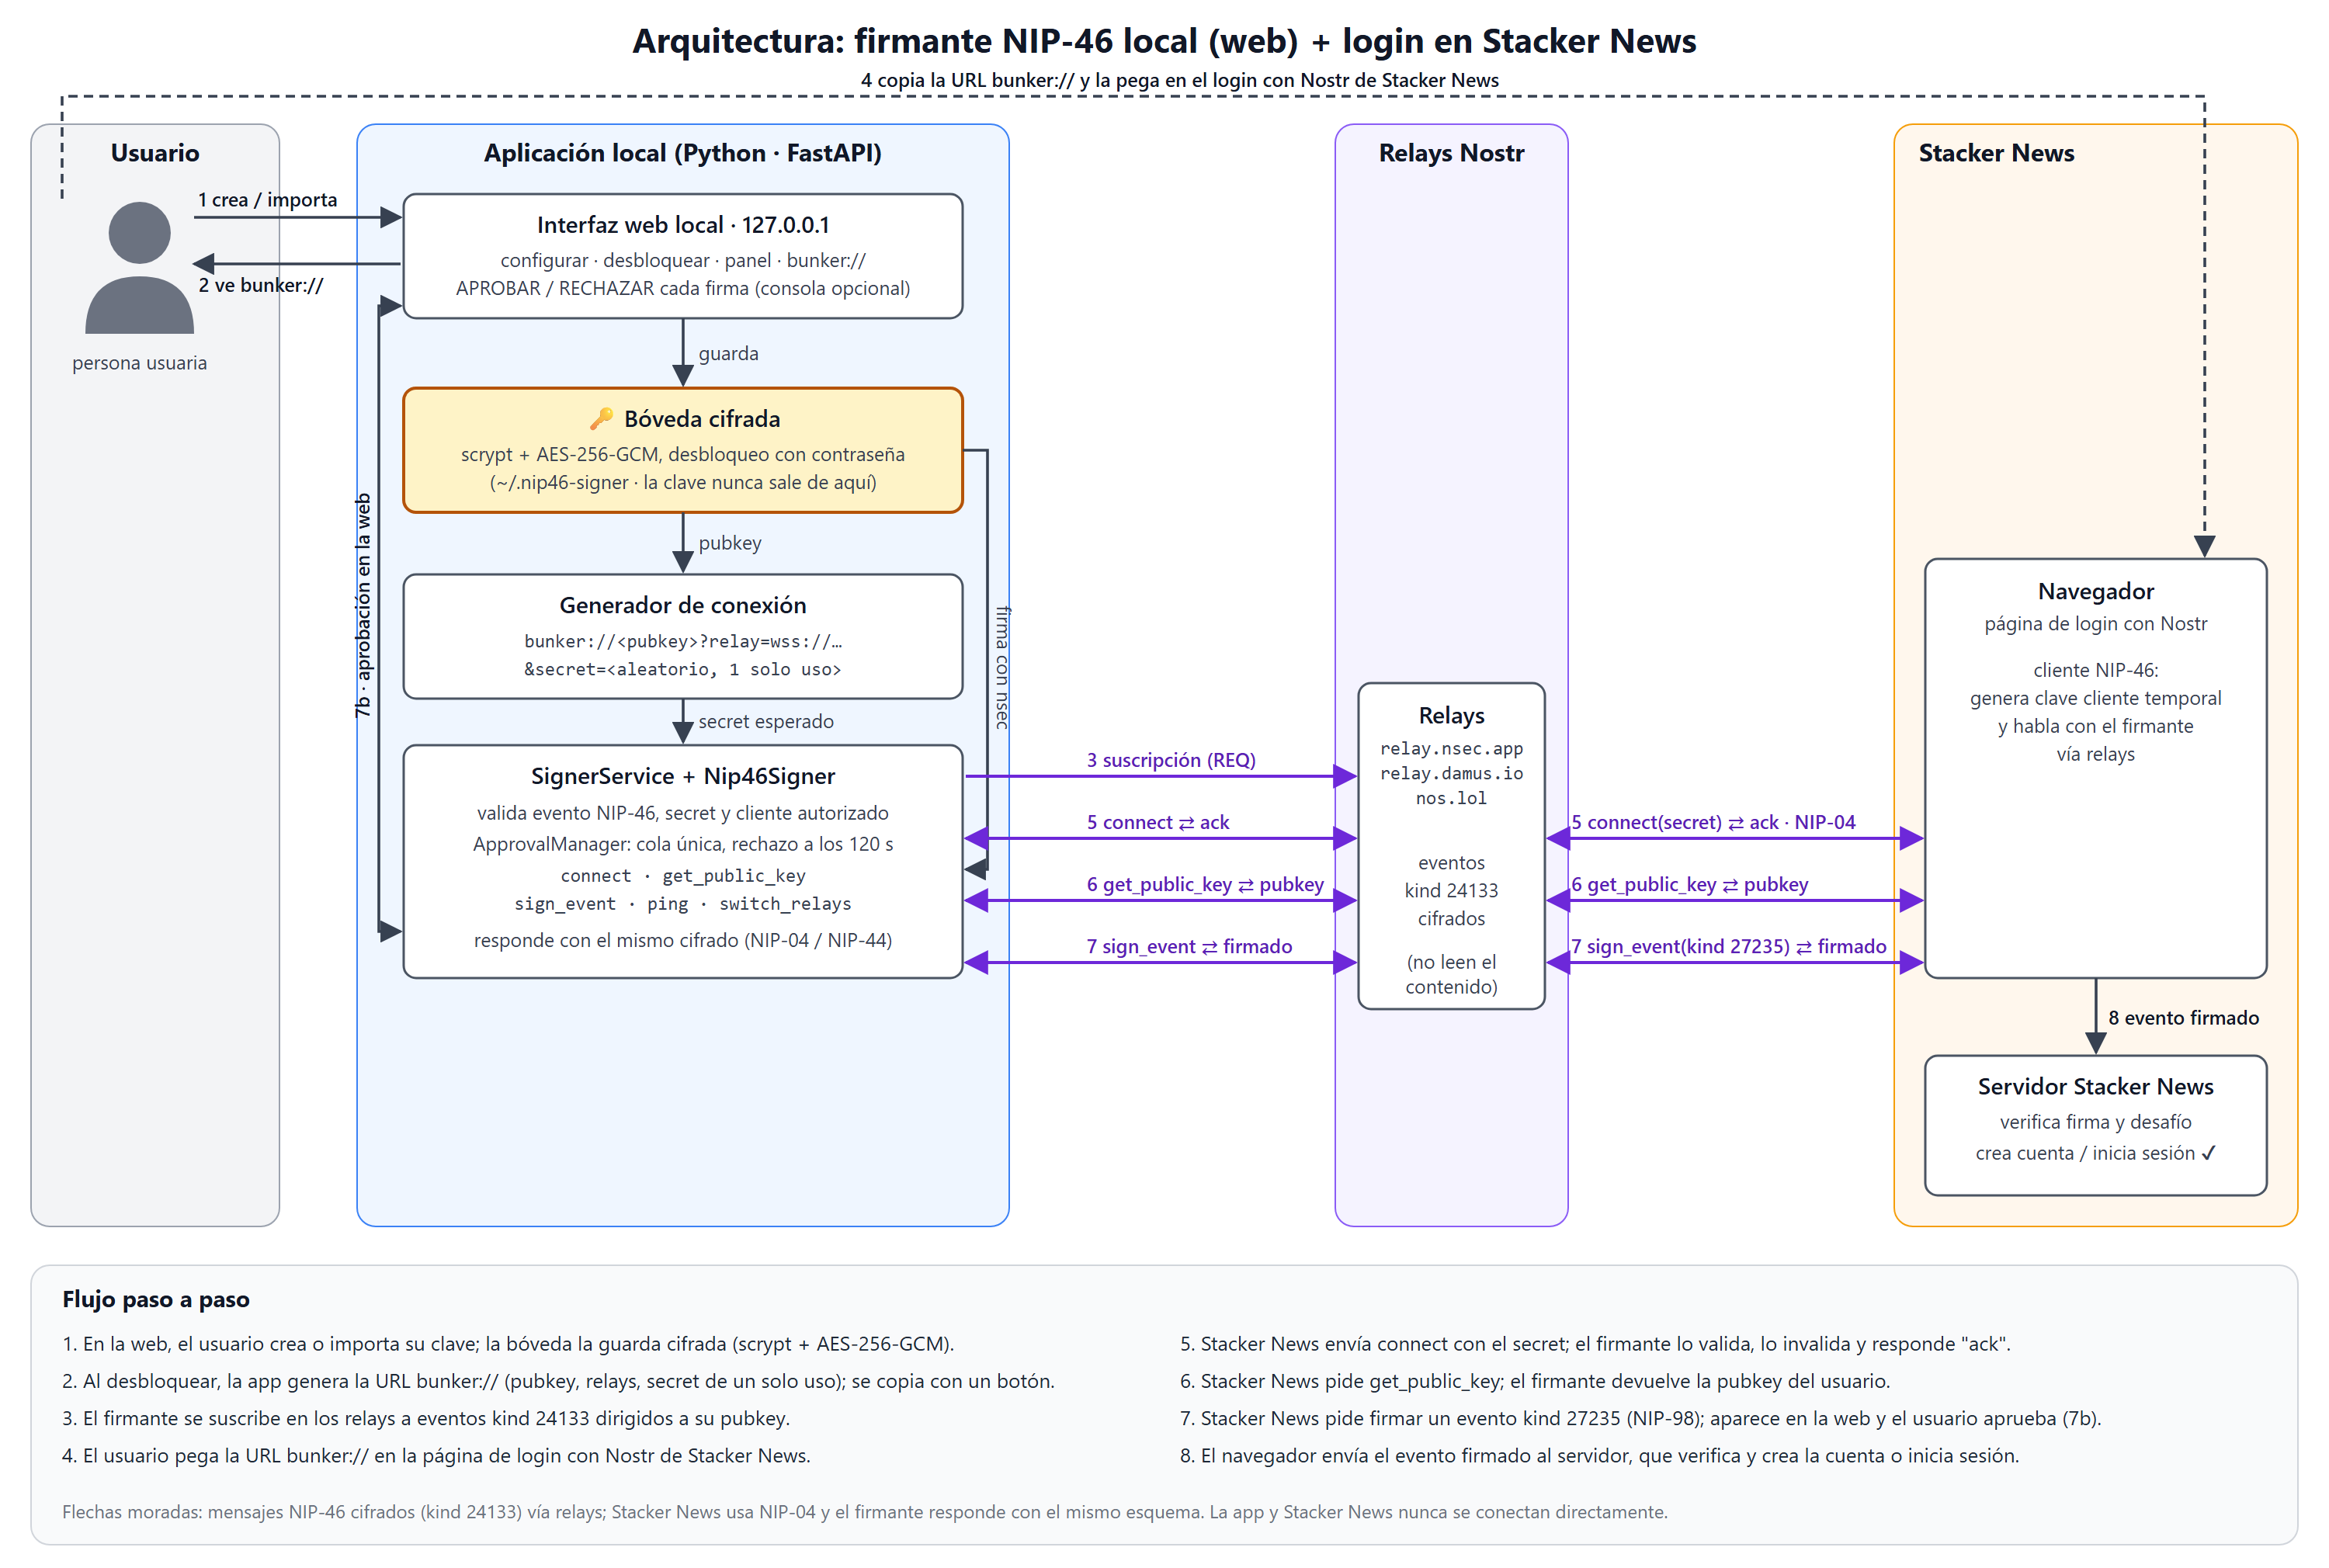 Arquitectura: firmante NIP-46 local (web) + login en Stacker News
4 copia la URL bunker:// y la pega en el login con Nostr de Stacker News
Usuario
1 crea / importa
2 ve bunker://
persona usuaria
Aplicación local (Python · FastAPI)
Interfaz web local · 127.0.0.1
configurar · desbloquear · panel · bunker://
APROBAR / RECHAZAR cada firma (consola opcional)
guarda
🔑 Bóveda cifrada
scrypt + AES-256-GCM, desbloqueo con contraseña
(~/.nip46-signer · la clave nunca sale de aquí)
pubkey
7b · aprobación en la web
firma con nsec
Generador de conexión
bunker://<pubkey>?relay=wss://…
&secret=<aleatorio, 1 solo uso>
secret esperado
SignerService + Nip46Signer
valida evento NIP-46, secret y cliente autorizado
ApprovalManager: cola única, rechazo a los 120 s
connect · get_public_key
sign_event · ping · switch_relays
responde con el mismo cifrado (NIP-04 / NIP-44)
3 suscripción (REQ)
5 connect ⇄ ack
6 get_public_key ⇄ pubkey
7 sign_event ⇄ firmado
Relays Nostr
Relays
relay.nsec.app
relay.damus.io
nos.lol
eventos
kind 24133
cifrados
(no leen el
contenido)
5 connect(secret) ⇄ ack · NIP-04
6 get_public_key ⇄ pubkey
7 sign_event(kind 27235) ⇄ firmado
Stacker News
Navegador
página de login con Nostr
cliente NIP-46:
genera clave cliente temporal
y habla con el firmante
vía relays
8 evento firmado
Servidor Stacker News
verifica firma y desafío
crea cuenta / inicia sesión ✓
Flujo paso a paso
1. En la web, el usuario crea o importa su clave; la bóveda la guarda cifrada (scrypt + AES-256-GCM).
2. Al desbloquear, la app genera la URL bunker:// (pubkey, relays, secret de un solo uso); se copia con un botón.
3. El firmante se suscribe en los relays a eventos kind 24133 dirigidos a su pubkey.
4. El usuario pega la URL bunker:// en la página de login con Nostr de Stacker News.
5. Stacker News envía connect con el secret; el firmante lo valida, lo invalida y responde "ack".
6. Stacker News pide get_public_key; el firmante devuelve la pubkey del usuario.
7. Stacker News pide firmar un evento kind 27235 (NIP-98); aparece en la web y el usuario aprueba (7b).
8. El navegador envía el evento firmado al servidor, que verifica y crea la cuenta o inicia sesión.
Flechas moradas: mensajes NIP-46 cifrados (kind 24133) vía relays; Stacker News usa NIP-04 y el firmante responde con el mismo esquema. La app y Stacker News nunca se conectan directamente.